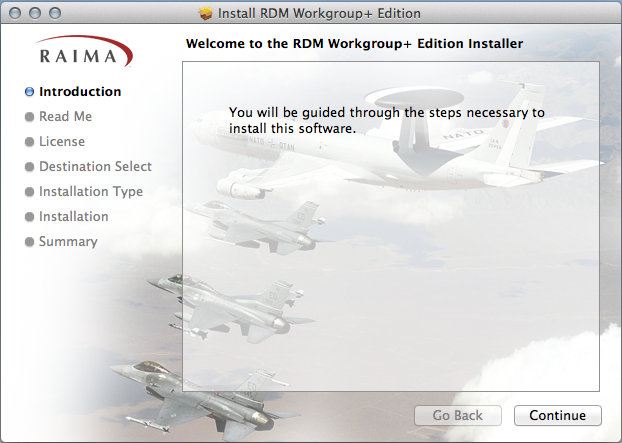 Install RDM Workgroup+ Edition
RAIMA
Welcome to the RDM Workgroup+ Edition Installer
Introduction
Read Me
License
Destination Select
Installation Type
Installation
Summary
You will be guided through the steps necessary to
install this software.
NATO
NATO OTAN
Go Back
Continue